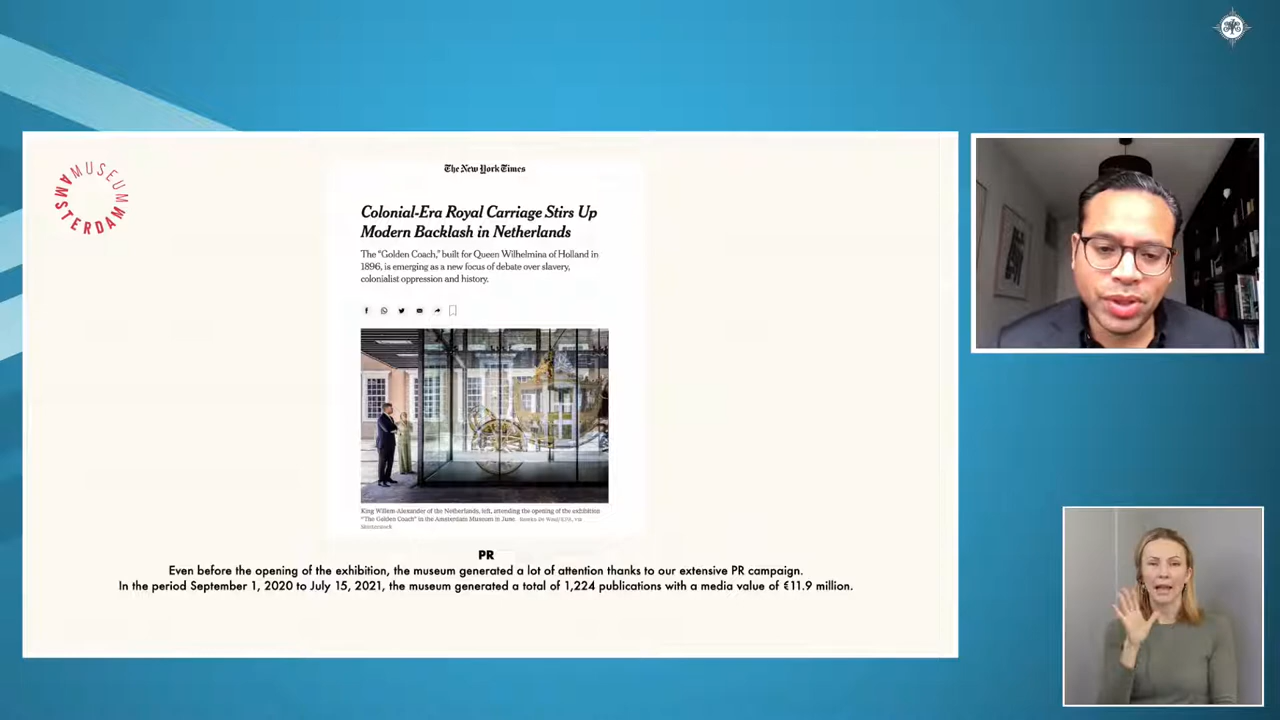 AMSTERDAM MUSEUM
The New York Times
Colonial-Era Royal Carriage Stirs Up
Modern Backlash in Netherlands
The “Golden Coach,” built for Queen Wilhelmina of Holland in
1896, is emerging as a new focus of debate over slavery,
colonialist oppression and history.
King Willem-Alexander of the Netherlands, left, attending the opening of the exhibition
“The Golden Coach” in the Amsterdam Museum in June.
Shutterstock
PR
Even before the opening of the exhibition, the museum generated a lot of attention thanks to our extensive PR campaign.
In the period September 1, 2020 to July 15, 2021, the museum generated a total of 1,224 publications with a media value of €11.9 million.